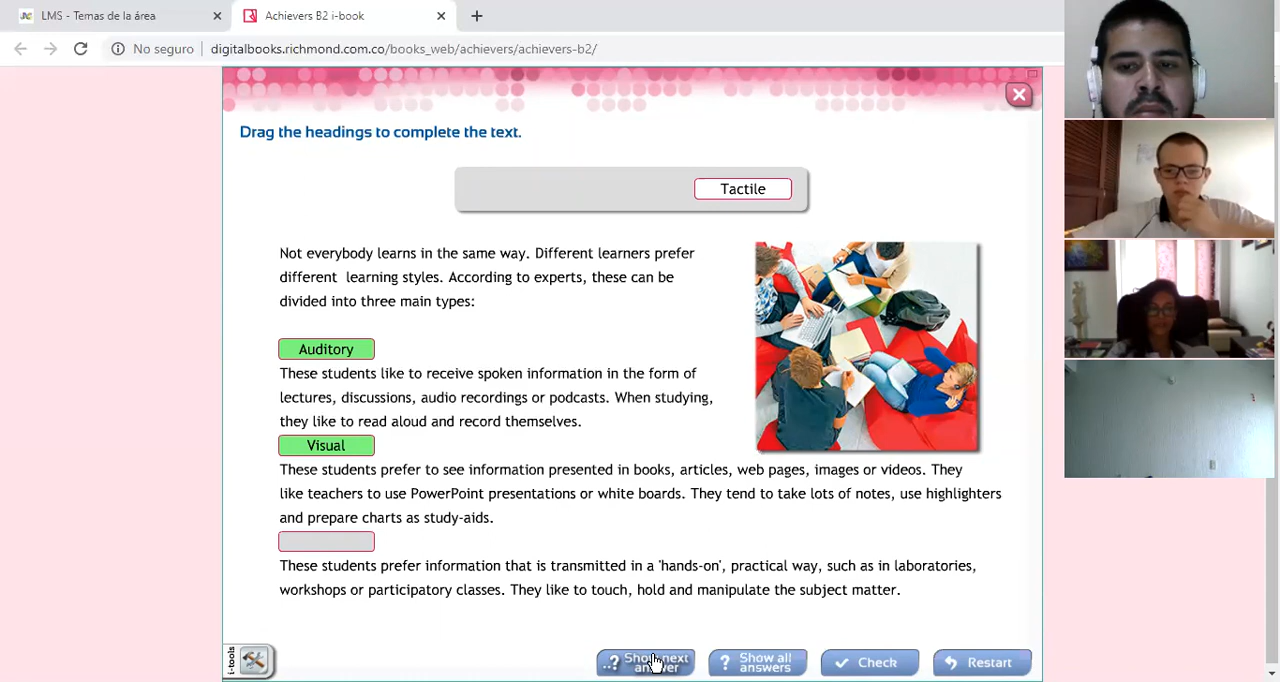 LMS - Temas de la área
Achievers B2 i-book
No seguro digitalbooks.richmond.com.co/books_web/achievers/achievers-b2/
Drag the headings to complete the text.
Tactile
Not everybody learns in the same way. Different learners prefer
different learning styles. According to experts, these can be
divided into three main types:
Auditory
These students like to receive spoken information in the form of
lectures, discussions, audio recordings or podcasts. When studying,
they like to read aloud and record themselves.
Visual
These students prefer to see information presented in books, articles, web pages, images or videos. They
like teachers to use PowerPoint presentations or white boards. They tend to take lots of notes, use highlighters
and prepare charts as study-aids.
These students prefer information that is transmitted in a 'hands-on', practical way, such as in laboratories,
workshops or participatory classes. They like to touch, hold and manipulate the subject matter.
i-tools
..? Show next
answer
? Show all
answers
Check
Restart